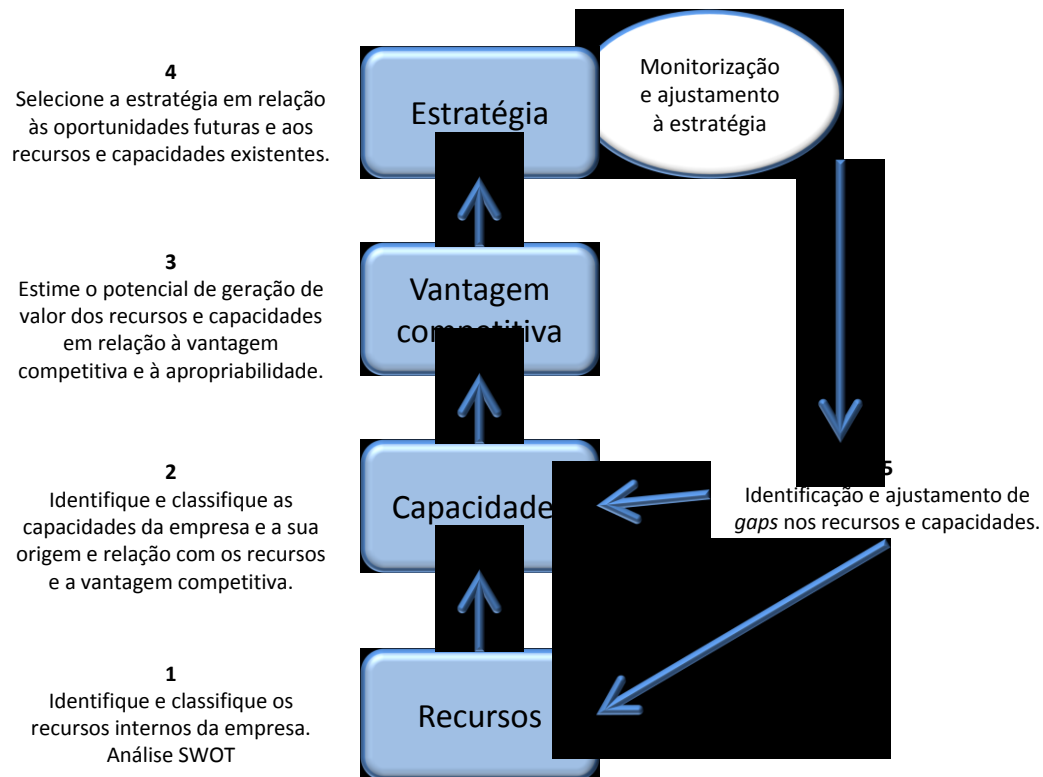 4
Selecione a estratégia em relação
às oportunidades futuras e aos
recursos e capacidades existentes.
Estratégia
Monitorização
e ajustamento
à estratégia
3
Estime o potencial de geração de
valor dos recursos e capacidades
em relação à vantagem
competitiva e à apropriabilidade.
Vantagem
competitiva
2
Identifique e classifique as
capacidades da empresa e a sua
origem e relação com os recursos
e a vantagem competitiva.
Capacidade
5
Identificação e ajustamento de
gaps nos recursos e capacidades.
1
Identifique e classifique os
recursos internos da empresa.
Análise SWOT
Recursos